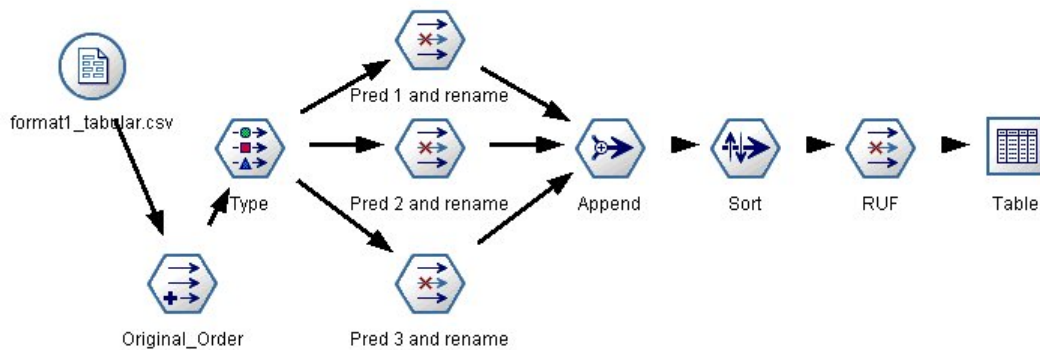 format1_tabular.csv
Original_Order
Type
Pred 1 and rename
Pred 2 and rename
Pred 3 and rename
Append
Sort
RUF
Table